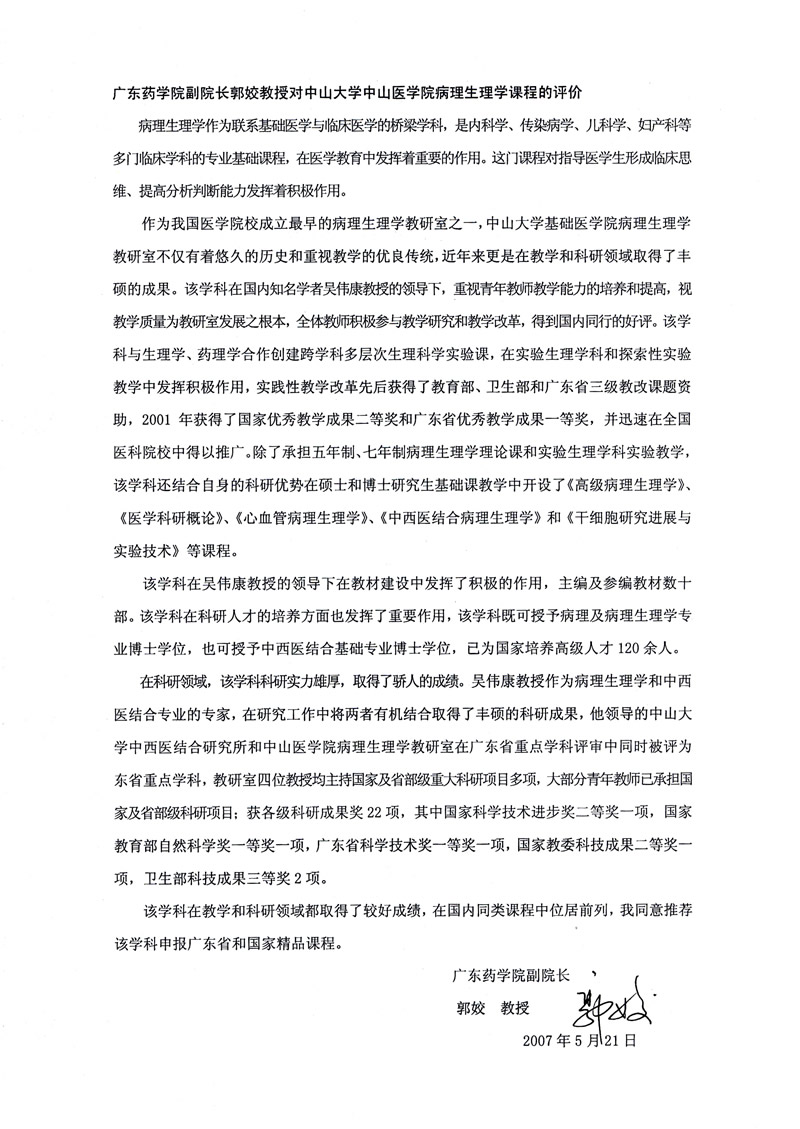 广东药学院副院长郭姣教授对中山大学中山医学院病理生理学课程的评价
病理生理学作为联系基础医学与临床医学的桥梁学科，是内科学、传染病学、儿科学、妇产科等
多门临床学科的专业基础课程，在医学教育中发挥着重要的作用。这门课程对指导医学生形成临床思
维、提高分析判断能力发挥着积极作用。
作为我国医学院校成立最早的病理生理学教研室之一，中山大学基础医学院病理生理学
教研室不仅有着悠久的历史和重视教学的优良传统，近年来更是在教学和科研领域取得了丰
硕的成果。该学科在国内知名学者吴伟康教授的领导下，重视青年教师教学能力的培养和提高，视
教学质量为教研室发展之根本，全体教师积极参与教学研究和教学改革，得到国内同行的好评。该学
科与生理学、药理学合作创建跨学科多层次生理科学实验课，在实验生理学科和探索性实验
教学中发挥积极作用，实践性教学改革先后获得了教育部、卫生部和广东省三级教改课题资
助，2001 年获得了国家优秀教学成果二等奖和广东省优秀教学成果一等奖，并迅速在全国
医科院校中得以推广。除了承担五年制、七年制病理生理学理论课和实验生理学科实验教学，
该学科还结合自身的科研优势在硕士和博士研究生基础课教学中开设了《高级病理生理学》、
《医学科研概论》、《心血管病理生理学》、《中西医结合病理生理学》和《干细胞研究进展与
实验技术》等课程。
该学科在吴伟康教授的领导下在教材建设中发挥了积极的作用，主编及参编教材数十
部。该学科在科研人才的培养方面也发挥了重要作用，该学科既可授予病理及病理生理学专
业博士学位，也可授予中西医结合基础专业博士学位，已为国家培养高级人才 120 余人。
在科研领域，该学科科研实力雄厚，取得了骄人的成绩。吴伟康教授作为病理生理学和中西
医结合专业的专家，在研究工作中将两者有机结合取得了丰硕的科研成果，他领导的中山大
学中西医结合研究所和中山医学院病理生理学教研室在广东省重点学科评审中同时被评为
东省重点学科，教研室四位教授均主持国家及省部级重大科研项目多项，大部分青年教师已承担国
家及省部级科研项目；获各级科研成果奖 22 项，其中国家科学技术进步奖二等奖一项，国家
教育部自然科学奖一等奖一项，广东省科学技术奖一等奖一项，国家教委科技成果二等奖一
项，卫生部科技成果三等奖 2 项。
该学科在教学和科研领域都取得了较好成绩，在国内同类课程中位居前列，我同意推荐
该学科申报广东省和国家精品课程。
广东药学院副院长
郭姣 教授 郭姣
2007 年 5 月 21 日